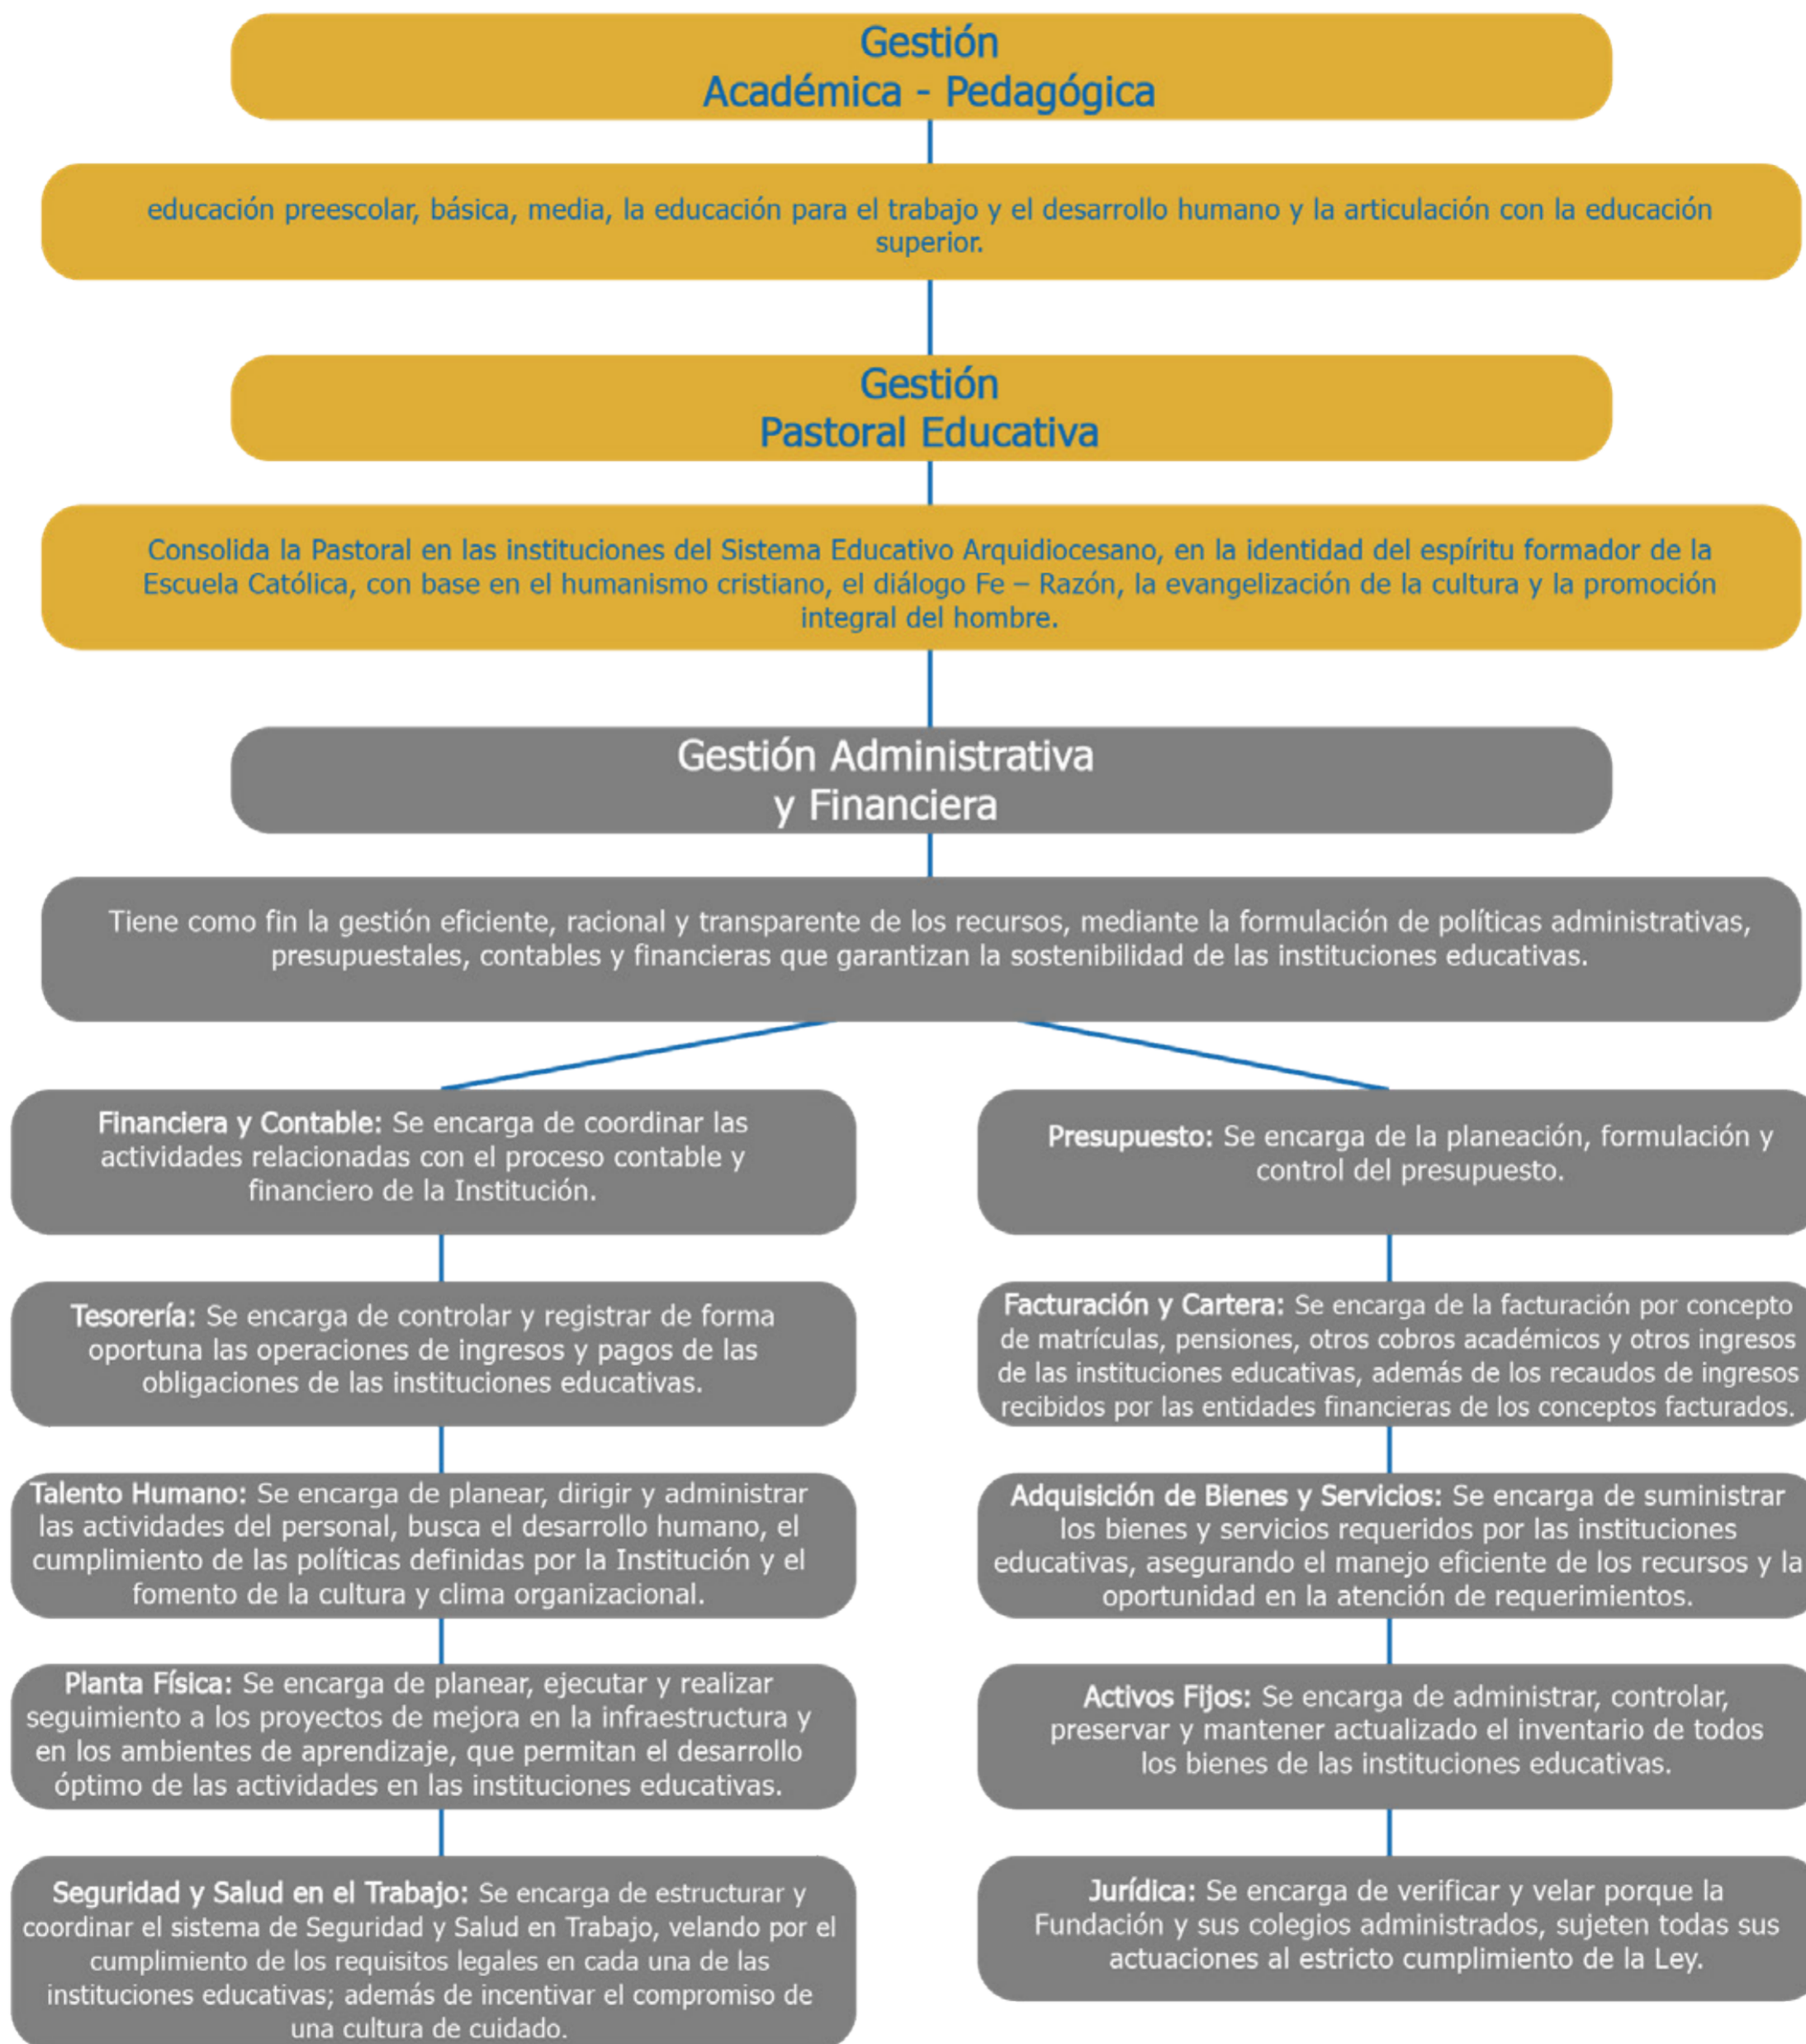 Gestión
Académica - Pedagógica
educación preescolar, básica, media, la educación para el trabajo y el desarrollo humano y la articulación con la educación
superior.
Gestión
Pastoral Educativa
Consolida la Pastoral en las instituciones del Sistema Educativo Arquidiocesano, en la identidad del espíritu formador de la
Escuela Católica, con base en el humanismo cristiano, el diálogo Fe – Razón, la evangelización de la cultura y la promoción
integral del hombre.
Gestión Administrativa
y Financiera
Tiene como fin la gestión eficiente, racional y transparente de los recursos, mediante la formulación de políticas administrativas,
presupuestales, contables y financieras que garantizan la sostenibilidad de las instituciones educativas.
Financiera y Contable: Se encarga de coordinar las
actividades relacionadas con el proceso contable y
financiero de la Institución.
Presupuesto: Se encarga de la planeación, formulación y
control del presupuesto.
Tesorería: Se encarga de controlar y registrar de forma
oportuna las operaciones de ingresos y pagos de las
obligaciones de las instituciones educativas.
Facturación y Cartera: Se encarga de la facturación por concepto
de matrículas, pensiones, otros cobros académicos y otros ingresos
de las instituciones educativas, además de los recaudos de ingresos
recibidos por las entidades financieras de los conceptos facturados.
Talento Humano: Se encarga de planear, dirigir y administrar
las actividades del personal, busca el desarrollo humano, el
cumplimiento de las políticas definidas por la Institución y el
fomento de la cultura y clima organizacional.
Adquisición de Bienes y Servicios: Se encarga de suministrar
los bienes y servicios requeridos por las instituciones
educativas, asegurando el manejo eficiente de los recursos y la
oportunidad en la atención de requerimientos.
Planta Física: Se encarga de planear, ejecutar y realizar
seguimiento a los proyectos de mejora en la infraestructura y
en los ambientes de aprendizaje, que permitan el desarrollo
óptimo de las actividades en las instituciones educativas.
Activos Fijos: Se encarga de administrar, controlar,
preservar y mantener actualizado el inventario de todos
los bienes de las instituciones educativas.
Seguridad y Salud en el Trabajo: Se encarga de estructurar y
coordinar el sistema de Seguridad y Salud en Trabajo, velando por el
cumplimiento de los requisitos legales en cada una de las
instituciones educativas; además de incentivar el compromiso de
una cultura de cuidado.
Jurídica: Se encarga de verificar y velar porque la
Fundación y sus colegios administrados, sujeten todas sus
actuaciones al estricto cumplimiento de la Ley.